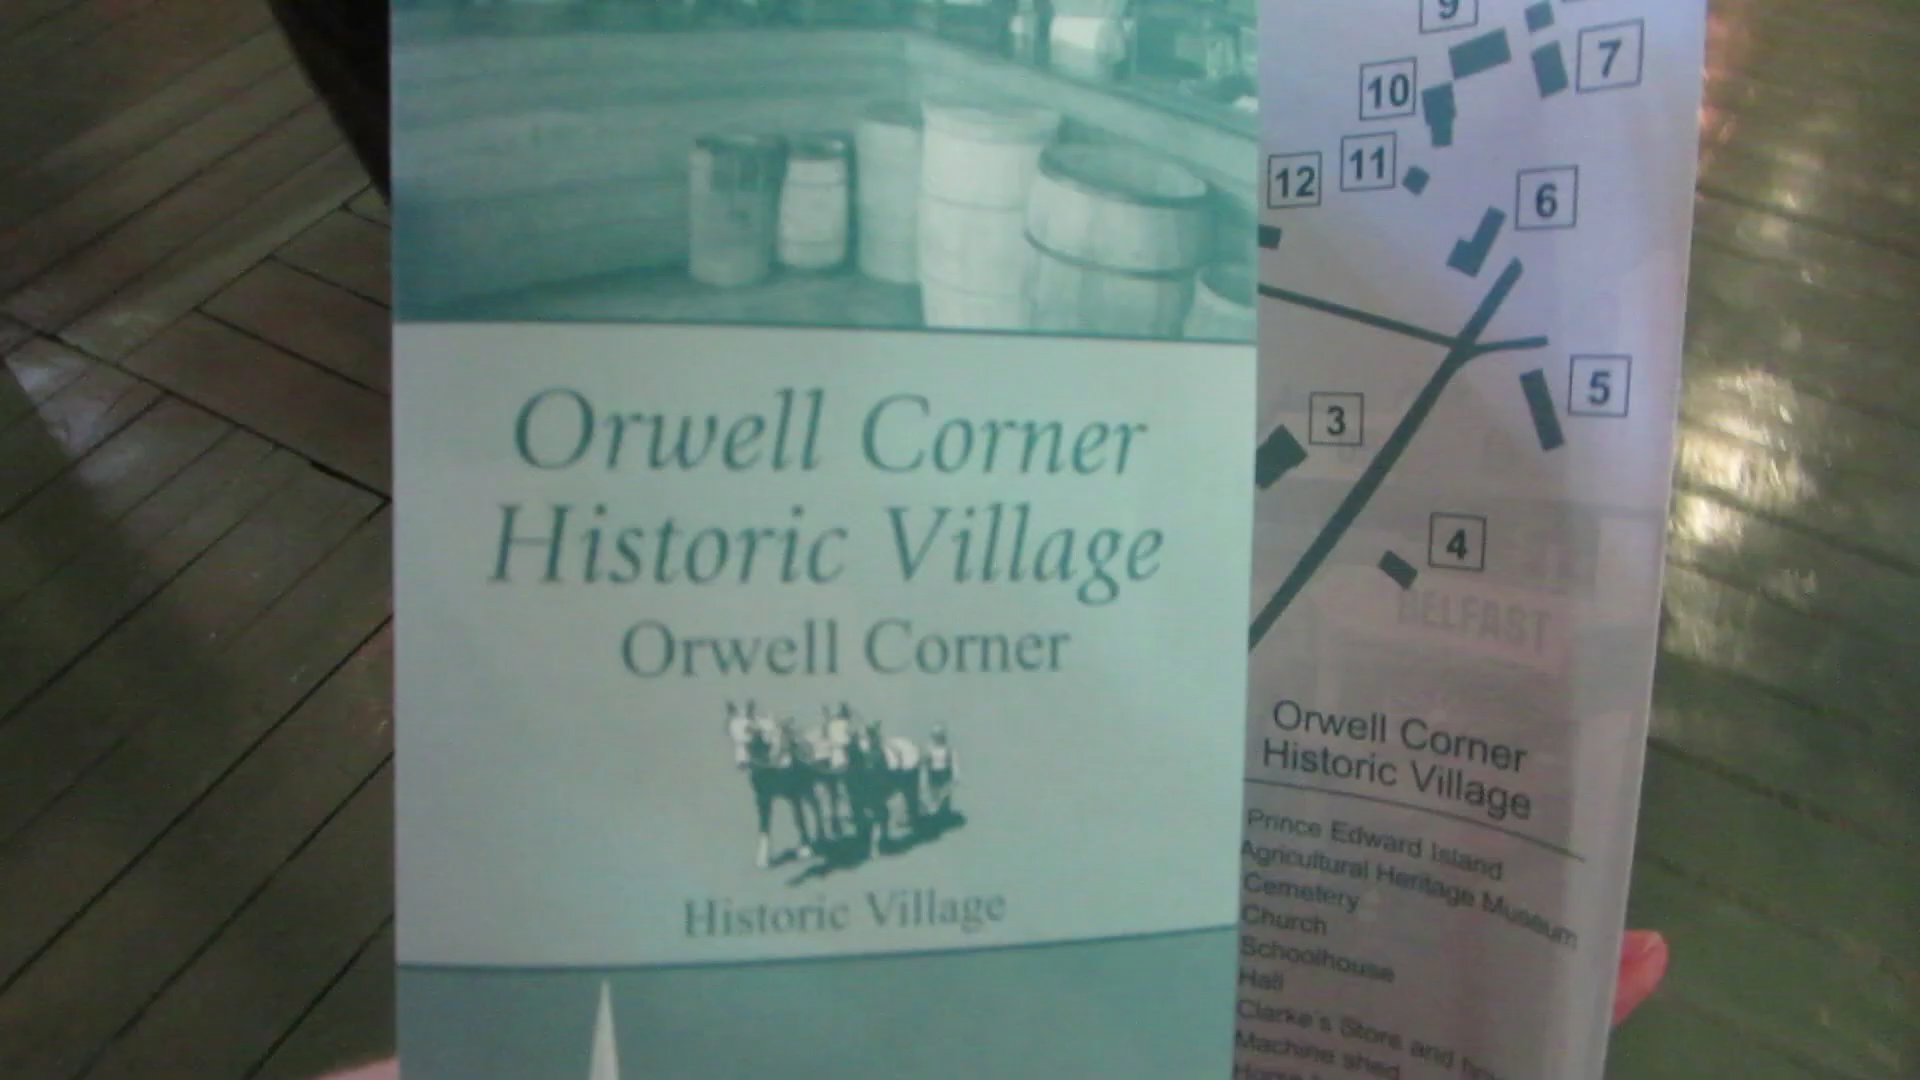 Orwell Corner
Historic Village
Orwell Corner
Historic Village
9
7
10
11
12
6
5
3
4
BELFAST
Orwell Corner
Historic Village
Prince Edward Island
Agricultural Heritage Museum
Cemetery
Church
Schoolhouse
Hall
Clarke's Store and
Machine shed